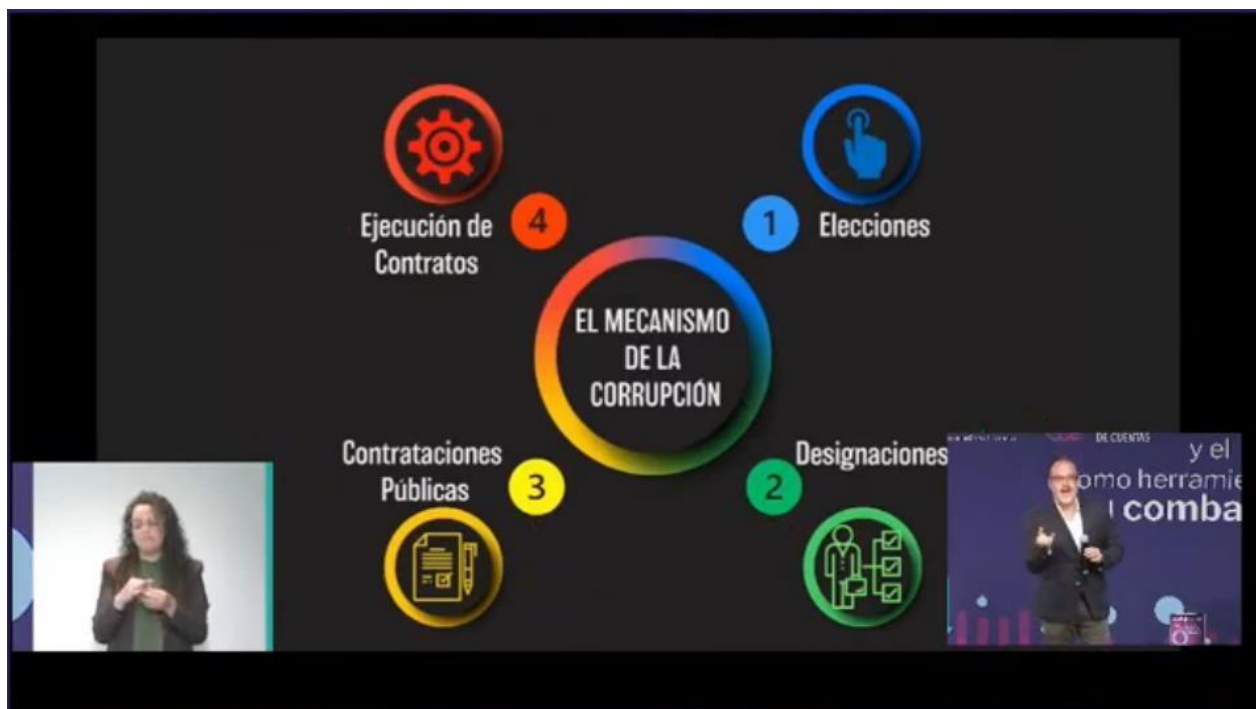 4
Ejecución de
Contratos
1
Elecciones
EL MECANISMO
DE LA
CORRUPCIÓN
Contrataciones
Públicas
3
Designaciones
2
DE CUENTAS
y el
omo herramie
comba